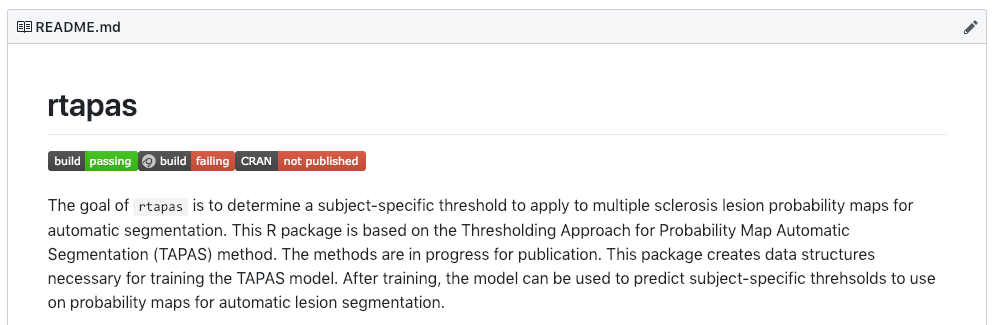 README.md
rtapas
build passing build failing CRAN not published
The goal of rtapas is to determine a subject-specific threshold to apply to multiple sclerosis lesion probability maps for
automatic segmentation. This R package is based on the Thresholding Approach for Probability Map Automatic
Segmentation (TAPAS) method. The methods are in progress for publication. This package creates data structures
necessary for training the TAPAS model. After training, the model can be used to predict subject-specific threhsolds to use
on probability maps for automatic lesion segmentation.